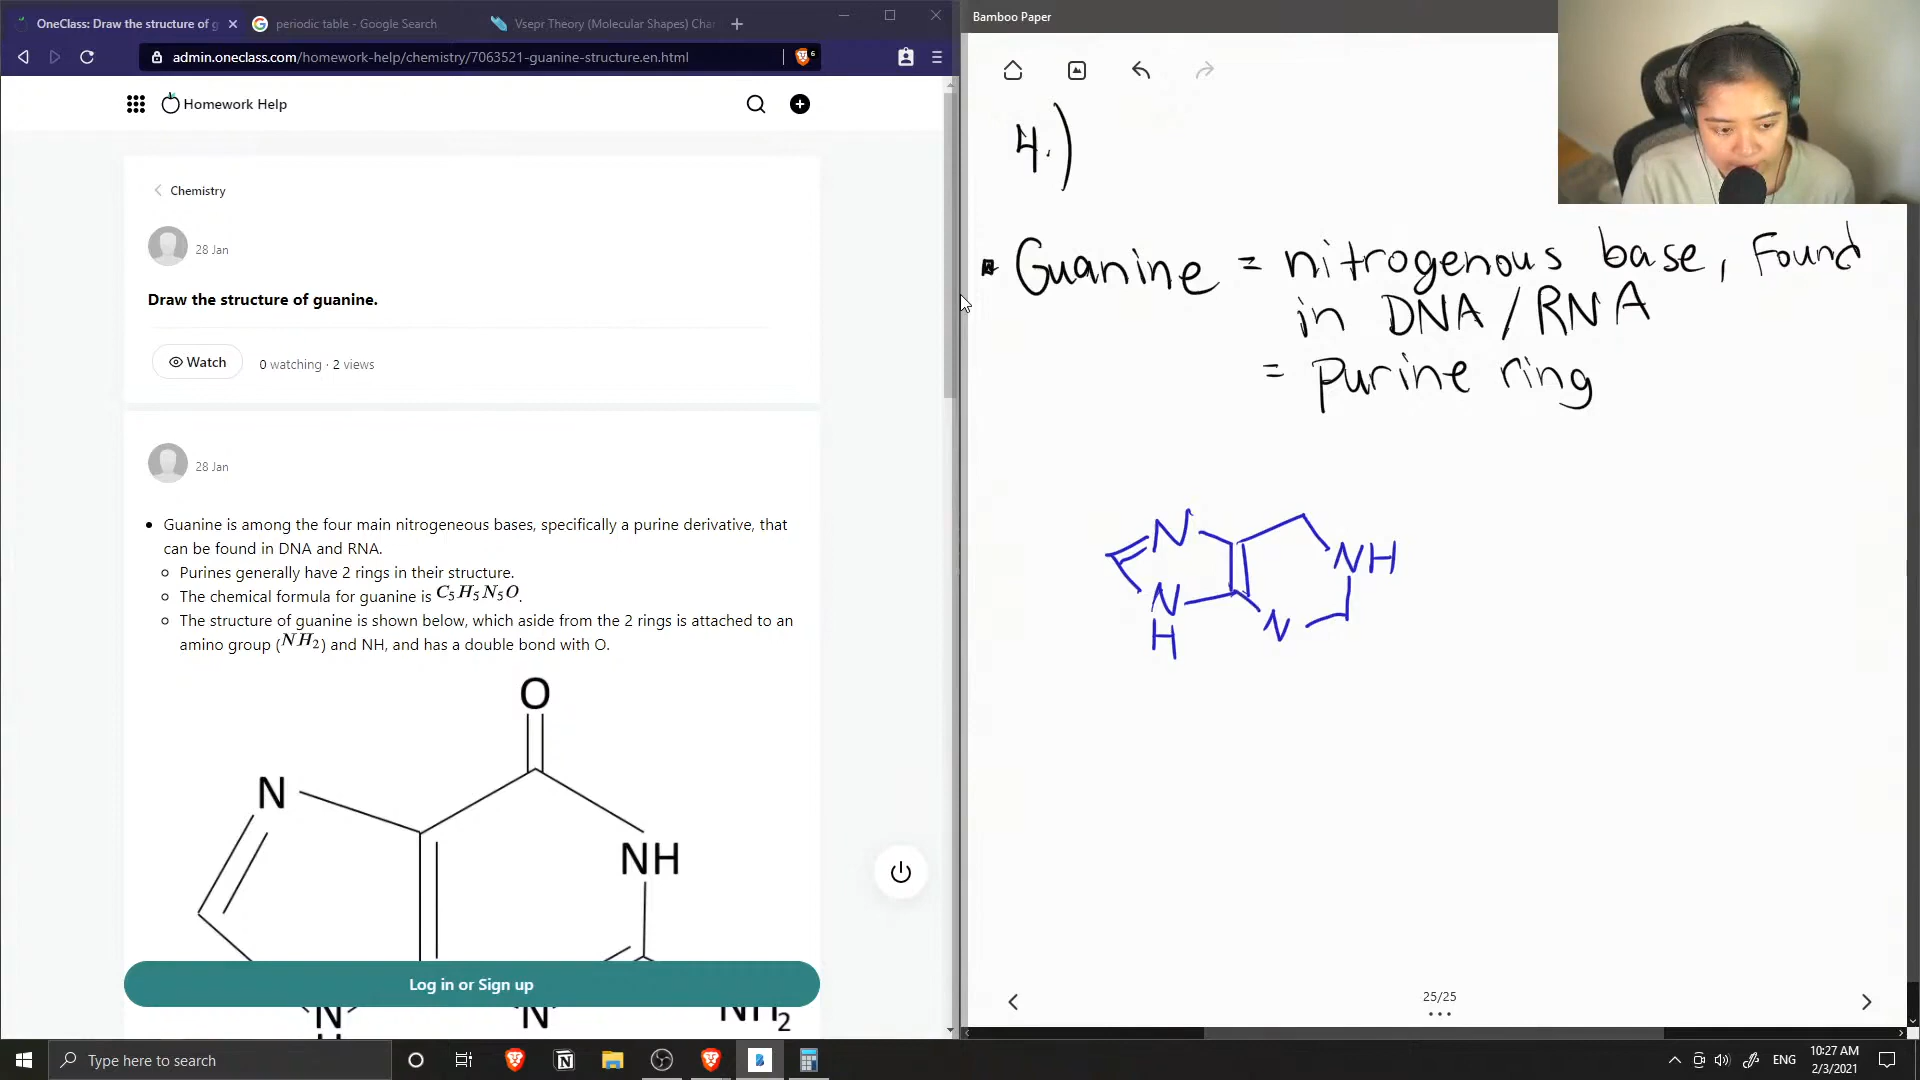 OneClass: Draw the structure of g
periodic table - Google Search
Vsepr Theory (Molecular Shapes) Cha
admin.oneclass.com/homework-help/chemistry/7063521-guanine-structure.en.html
6
Homework Help
Chemistry
28 Jan
Draw the structure of guanine.
Watch
0 watching · 2 views
28 Jan
Guanine is among the four main nitrogeneous bases, specifically a purine derivative, that
can be found in DNA and RNA.
Purines generally have 2 rings in their structure.
The chemical formula for guanine is C₅H₅N₅O.
The structure of guanine is shown below, which aside from the 2 rings is attached to an
amino group (NH₂) and NH, and has a double bond with O.
O
N
NH
Log in or Sign up
N
H
N
NH₂
Bamboo Paper
4.)
Guanine = nitrogenous base, Found
in DNA/RNA
= purine ring
N
NH
N
H
N
25/25
Type here to search
ENG
10:27 AM
2/3/2021